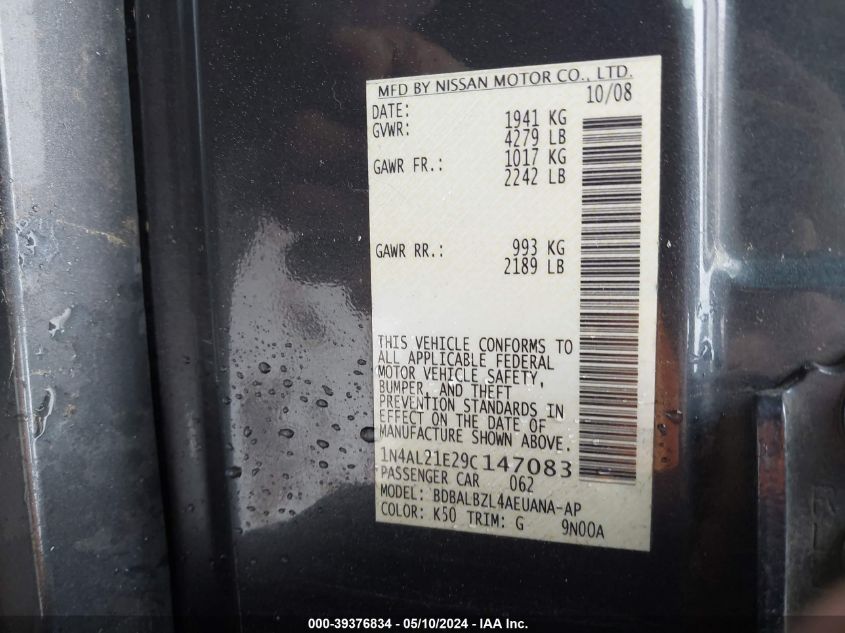 MFD BY NISSAN MOTOR CO., LTD.
DATE: 10/08
GVWR: 1941 KG
4279 LB
GAWR FR.: 1017 KG
2242 LB
GAWR RR.: 993 KG
2189 LB
THIS VEHICLE CONFORMS TO
ALL APPLICABLE FEDERAL
MOTOR VEHICLE SAFETY,
BUMPER, AND THEFT
PREVENTION STANDARDS IN
EFFECT ON THE DATE OF
MANUFACTURE SHOWN ABOVE.
1N4AL21E29C147083
PASSENGER CAR 062
MODEL: BDBALBZL4AEUANA-AP
COLOR: K50 TRIM: G 9N00A
000-39376834 - 05/10/2024 - IAA Inc.